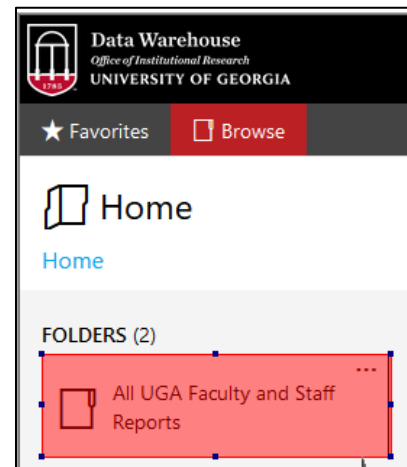 Data Warehouse
Office of Institutional Research
UNIVERSITY OF GEORGIA
1785
Favorites
Browse
Home
Home
FOLDERS (2)
...
All UGA Faculty and Staff
Reports